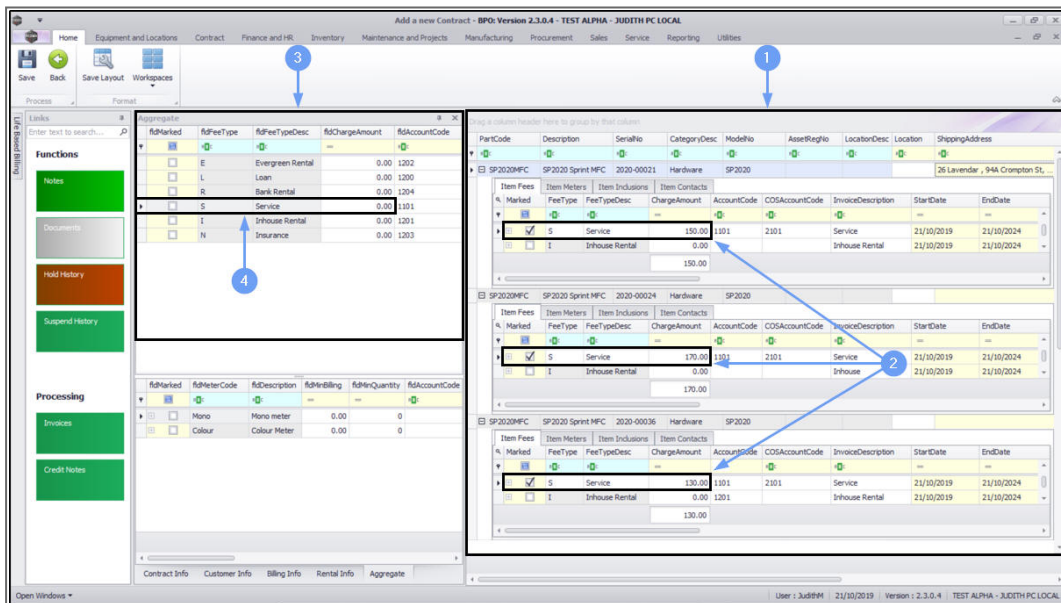 Add a new Contract - BPO: Version 2.3.0.4 - TEST ALPHA - JUDITH PC LOCAL
Home Equipment and Locations Contract Finance and HR Inventory Maintenance and Projects Manufacturing Procurement Sales Service Reporting Utilities
Save Back Save Layout Workspaces
Process Format
3
1
Life Based Billing
Links
Enter text to search...
Functions
Notes
Documents
Hold History
Suspend History
Processing
Invoices
Credit Notes
Aggregate
fldMarked fldFeeType fldFeeTypeDesc fldChargeAmount fldAccountCode
E Evergreen Rental 0.00 1202
L Loan 0.00 1200
R Bank Rental 0.00 1204
S Service 0.00 1101
I Inhouse Rental 0.00 1201
N Insurance 0.00 1203
4
fldMarked fldMeterCode fldDescription fldMinBilling fldMinQuantity fldAccountCode
Mono Mono meter 0.00 0
Colour Colour Meter 0.00 0
Contract Info Customer Info Billing Info Rental Info Aggregate
Drag a column header here to group by that column
PartCode Description SerialNo CategoryDesc ModelNo AssetRegNo LocationDesc Location ShippingAddress
SP2020MFC SP2020 Sprint MFC 2020-00021 Hardware SP2020 26 Lavendar , 94A Crompton St, ...
Item Fees Item Meters Item Inclusions Item Contacts
Marked FeeType FeeTypeDesc ChargeAmount AccountCode COSAccountCode InvoiceDescription StartDate EndDate
S Service 150.00 1101 2101 Service 21/10/2019 21/10/2024
I Inhouse Rental 0.00 Inhouse Rental 21/10/2019 21/10/2024
150.00
SP2020MFC SP2020 Sprint MFC 2020-00024 Hardware SP2020
Item Fees Item Meters Item Inclusions Item Contacts
Marked FeeType FeeTypeDesc ChargeAmount AccountCode COSAccountCode InvoiceDescription StartDate EndDate
S Service 170.00 1101 2101 Service 21/10/2019 21/10/2024
I Inhouse Rental 0.00 Inhouse 21/10/2019 21/10/2024
170.00
2
SP2020MFC SP2020 Sprint MFC 2020-00036 Hardware SP2020
Item Fees Item Meters Item Inclusions Item Contacts
Marked FeeType FeeTypeDesc ChargeAmount AccountCode COSAccountCode InvoiceDescription StartDate EndDate
S Service 130.00 1101 2101 Service 21/10/2019 21/10/2024
I Inhouse Rental 0.00 1201 Inhouse Rental 21/10/2019 21/10/2024
130.00
Open Windows
User : JudithM 21/10/2019 Version : 2.3.0.4 TEST ALPHA - JUDITH PC LOCAL